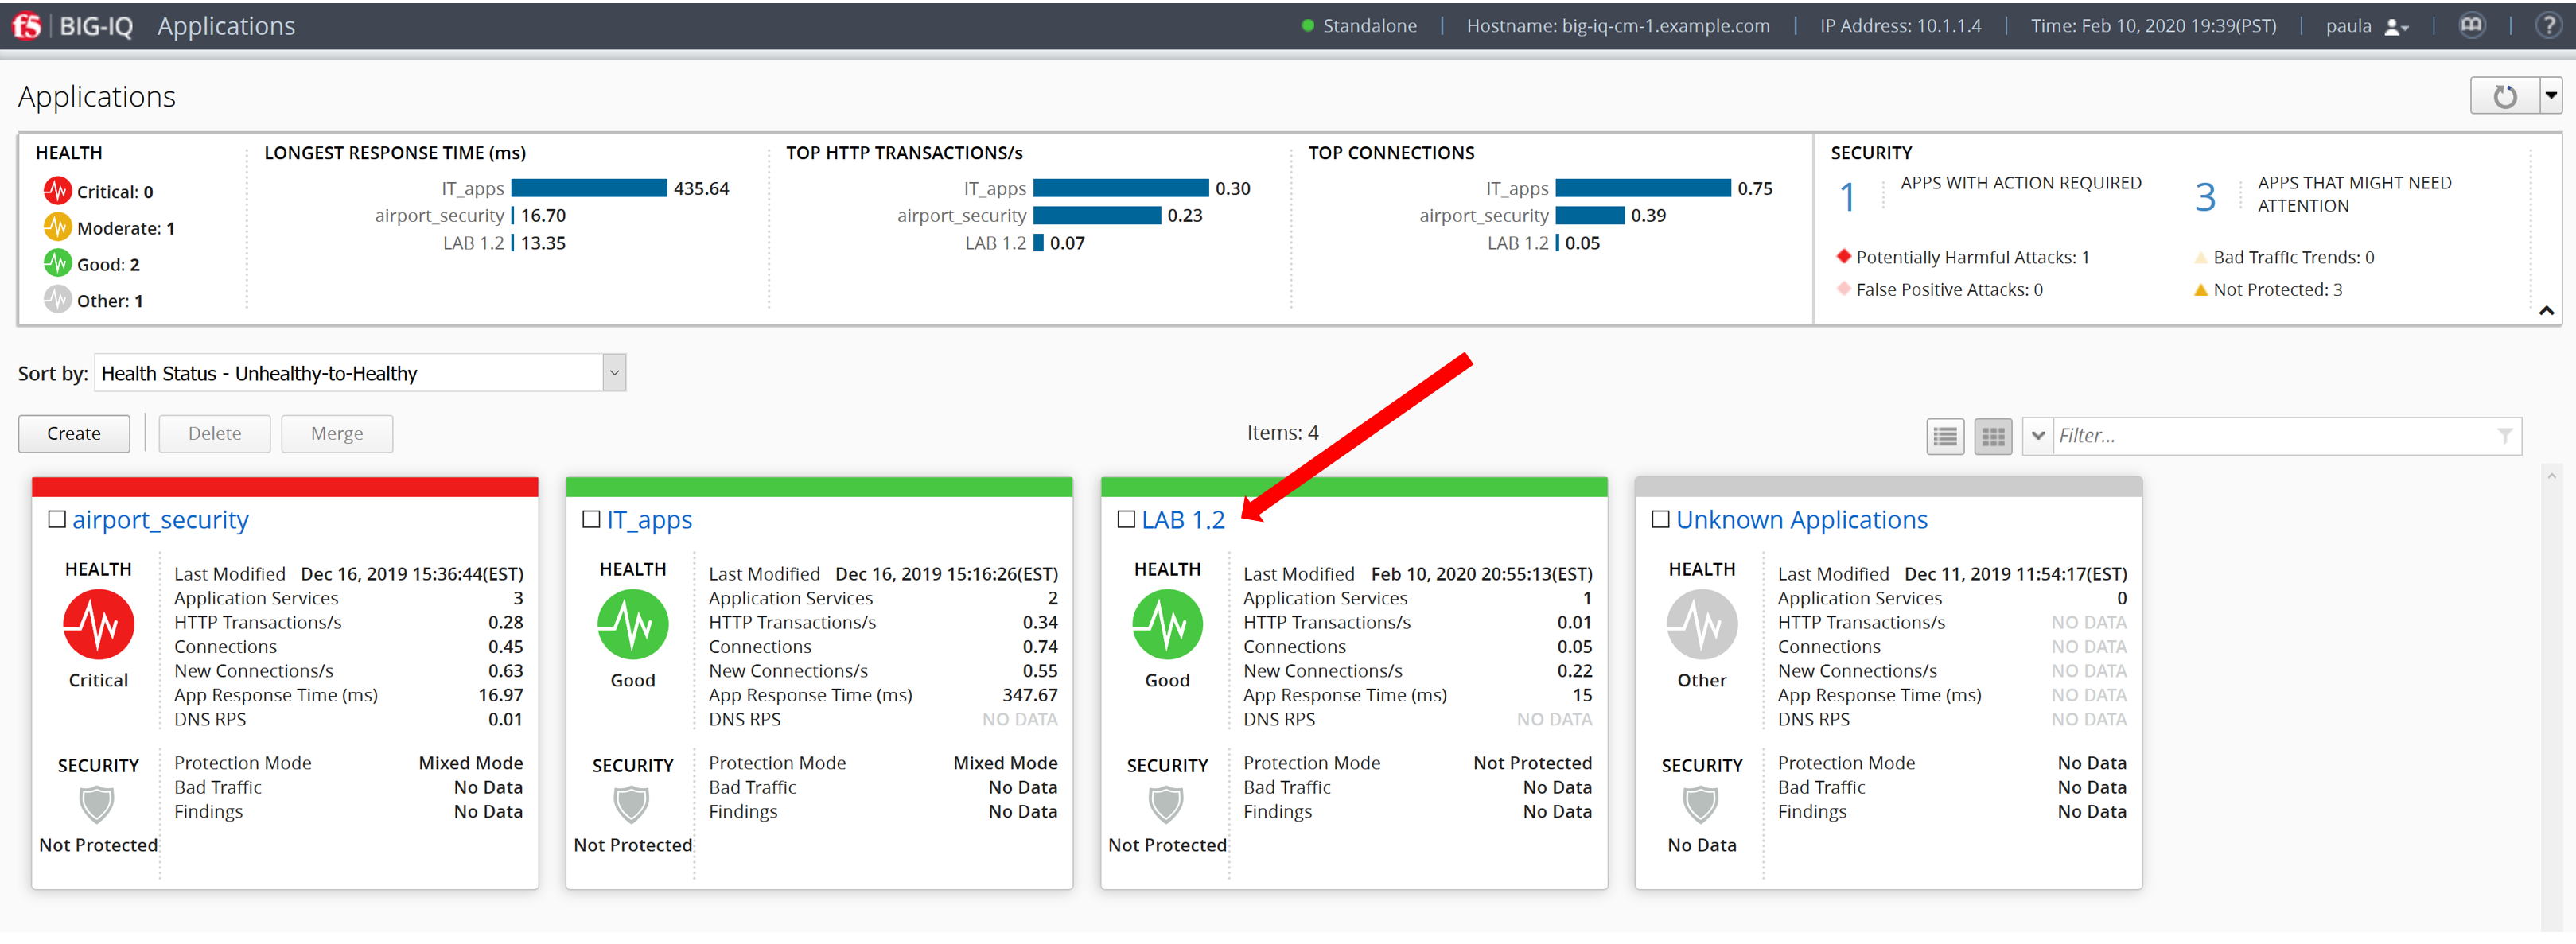 f5 BIG-IQ Applications Standalone Hostname: big-iq-cm-1.example.com IP Address: 10.1.1.4 Time: Feb 10, 2020 19:39(PST) paula ?
Applications
HEALTH
Critical: 0
Moderate: 1
Good: 2
Other: 1
LONGEST RESPONSE TIME (ms)
IT_apps 435.64
airport_security 16.70
LAB 1.2 13.35
TOP HTTP TRANSACTIONS/s
IT_apps 0.30
airport_security 0.23
LAB 1.2 0.07
TOP CONNECTIONS
IT_apps 0.75
airport_security 0.39
LAB 1.2 0.05
SECURITY
1 APPS WITH ACTION REQUIRED
Potentially Harmful Attacks: 1
False Positive Attacks: 0
3 APPS THAT MIGHT NEED
ATTENTION
Bad Traffic Trends: 0
Not Protected: 3
Sort by: Health Status - Unhealthy-to-Healthy
Create Delete Merge Items: 4 Filter...
airport_security
HEALTH
Critical
Last Modified Dec 16, 2019 15:36:44(EST)
Application Services 3
HTTP Transactions/s 0.28
Connections 0.45
New Connections/s 0.63
App Response Time (ms) 16.97
DNS RPS 0.01
SECURITY
Not Protected
Protection Mode Mixed Mode
Bad Traffic No Data
Findings No Data
IT_apps
HEALTH
Good
Last Modified Dec 16, 2019 15:16:26(EST)
Application Services 2
HTTP Transactions/s 0.34
Connections 0.74
New Connections/s 0.55
App Response Time (ms) 347.67
DNS RPS NO DATA
SECURITY
Not Protected
Protection Mode Mixed Mode
Bad Traffic No Data
Findings No Data
LAB 1.2
HEALTH
Good
Last Modified Feb 10, 2020 20:55:13(EST)
Application Services 1
HTTP Transactions/s 0.01
Connections 0.05
New Connections/s 0.22
App Response Time (ms) 15
DNS RPS NO DATA
SECURITY
Not Protected
Protection Mode Not Protected
Bad Traffic No Data
Findings No Data
Unknown Applications
HEALTH
Other
Last Modified Dec 11, 2019 11:54:17(EST)
Application Services 0
HTTP Transactions/s NO DATA
Connections NO DATA
New Connections/s NO DATA
App Response Time (ms) NO DATA
DNS RPS NO DATA
SECURITY
No Data
Protection Mode No Data
Bad Traffic No Data
Findings No Data